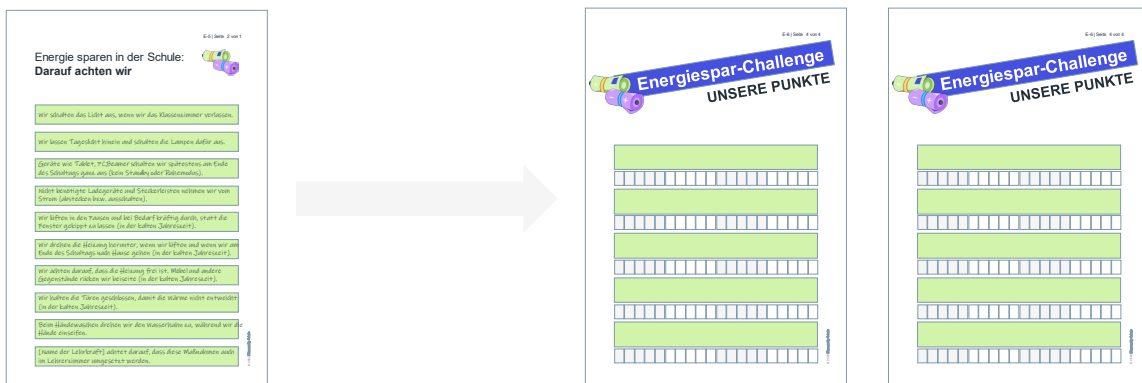 E-5 | Seite 2 von 1
Energie sparen in der Schule:
Darauf achten wir
Wir schalten das Licht aus, wenn wir das Klassenzimmer verlassen.
Wir lassen Tageslicht hinein und schalten die Lampen dafür aus.
Geräte wie Tablet, PC, Beamer schalten wir spätestens am Ende
des Schultags ganz aus (kein Standby oder Ruhemodus).
Nicht benötigte Ladegeräte und Steckerleisten nehmen wir vom
Strom (abstecken bzw. ausschalten).
Wir lüften in den Pausen und bei Bedarf kräftig durch, statt die
Fenster gekippt zu lassen (in der kalten Jahreszeit).
Wir drehen die Heizung herunter, wenn wir lüften und wenn wir am
Ende des Schultags nach Hause gehen (in der kalten Jahreszeit).
Wir achten darauf, dass die Heizung frei ist. Möbel und andere
Gegenstände rücken wir beiseite (in der kalten Jahreszeit).
Wir halten die Türen geschlossen, damit die Wärme nicht entweicht
(in der kalten Jahreszeit).
Beim Händewaschen drehen wir den Wasserhahn zu, während wir die
Hände einseifen.
[Name der Lehrkraft] achtet darauf, dass diese Maßnahmen auch
im Lehrerzimmer umgesetzt werden.
E-6 | Seite 4 von 4
Energiespar-Challenge
UNSERE PUNKTE
E-6 | Seite 4 von 4
Energiespar-Challenge
UNSERE PUNKTE